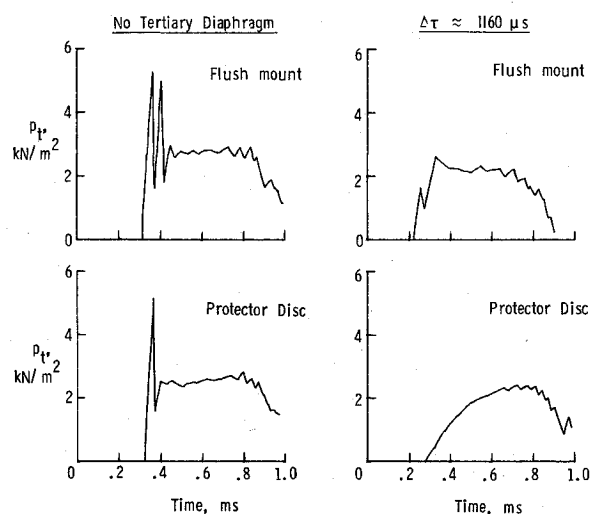 No Tertiary Diaphragm
Δτ ≈ 1160 μs
6
4
2
0
Flush mount
p_t,
kN/m²
6
4
2
0
Flush mount
6
4
2
0
Protector Disc
p_t,
kN/m²
.2 .4 .6 .8 1.0
Time, ms
6
4
2
0
Protector Disc
.2 .4 .6 .8 1.0
Time, ms